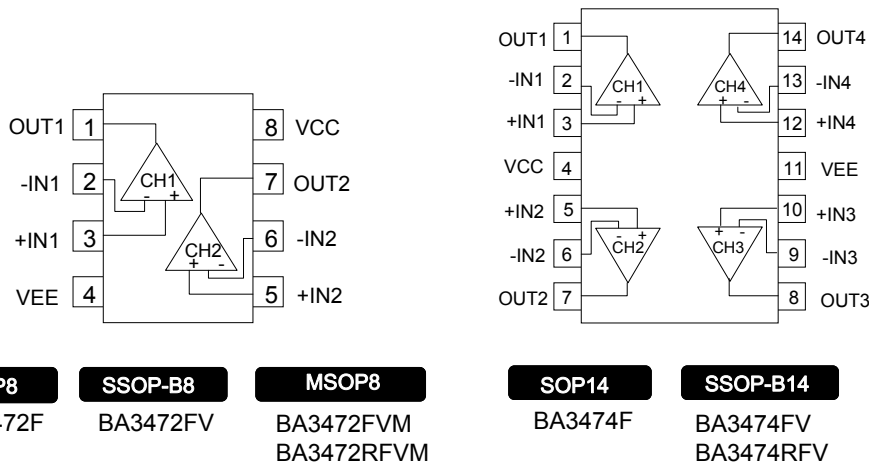 OUT1 1
8 VCC
-IN1 2
CH1
- +
7 OUT2
+IN1 3
CH2
+ -
6 -IN2
VEE 4
5 +IN2
OUT1 1
14 OUT4
-IN1 2
CH1
- +
CH4
+ -
13 -IN4
+IN1 3
12 +IN4
VCC 4
11 VEE
+IN2 5
- +
CH2
+ -
CH3
10 +IN3
-IN2 6
9 -IN3
OUT2 7
8 OUT3
SSOP-B8
MSOP8
SOP14
SSOP-B14
BA3472FV
BA3472FVM
BA3472RFVM
BA3474F
BA3474FV
BA3474RFV